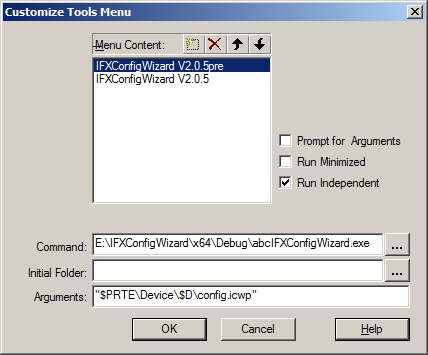 Customize Tools Menu
Menu Content:
IFXConfigWizard V2.0.5pre
IFXConfigWizard V2.0.5
Prompt for Arguments
Run Minimized
Run Independent
Command: E:\IFXConfigWizard\x64\Debug\abcIFXConfigWizard.exe ...
Initial Folder: ...
Arguments: "$PRTE\Device\$D\config.icwp"
OK Cancel Help